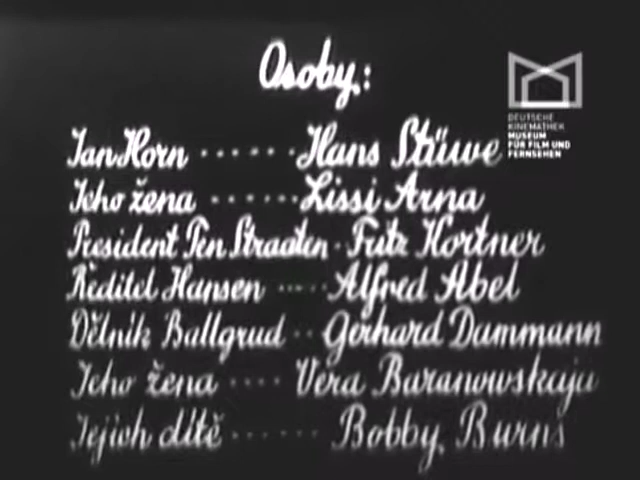 Osoby:
DEUTSCHE
KINEMATHEK
MUSEUM
FÜR FILM UND
FERNSEHEN
Jan Horn ...... Hans Stüwe
Jeho žena ...... Lissi Arna
President Ten Straaten · Fritz Kortner
Ředitel Hansen ..... Alfred Abel
Dělník Ballgrud ·· Gerhard Dammann
Jeho žena .... Vera Baranowskaja
Jejich dítě ...... Bobby Burns